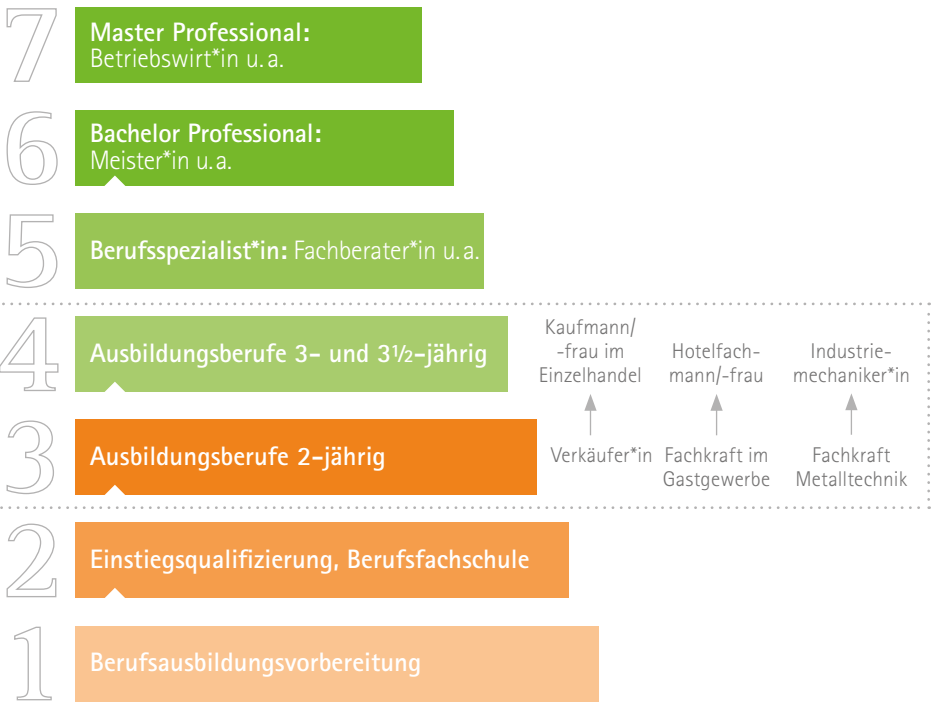 7
Master Professional:
Betriebswirt*in u. a.
6
Bachelor Professional:
Meister*in u. a.
5
Berufsspezialist*in: Fachberater*in u. a.
4
Ausbildungsberufe 3- und 3½-jährig
Kaufmann/
-frau im
Einzelhandel
Hotelfach-
mann/-frau
Industrie-
mechaniker*in
3
Ausbildungsberufe 2-jährig
Verkäufer*in
Fachkraft im
Gastgewerbe
Fachkraft
Metalltechnik
2
Einstiegsqualifizierung, Berufsfachschule
1
Berufsausbildungsvorbereitung